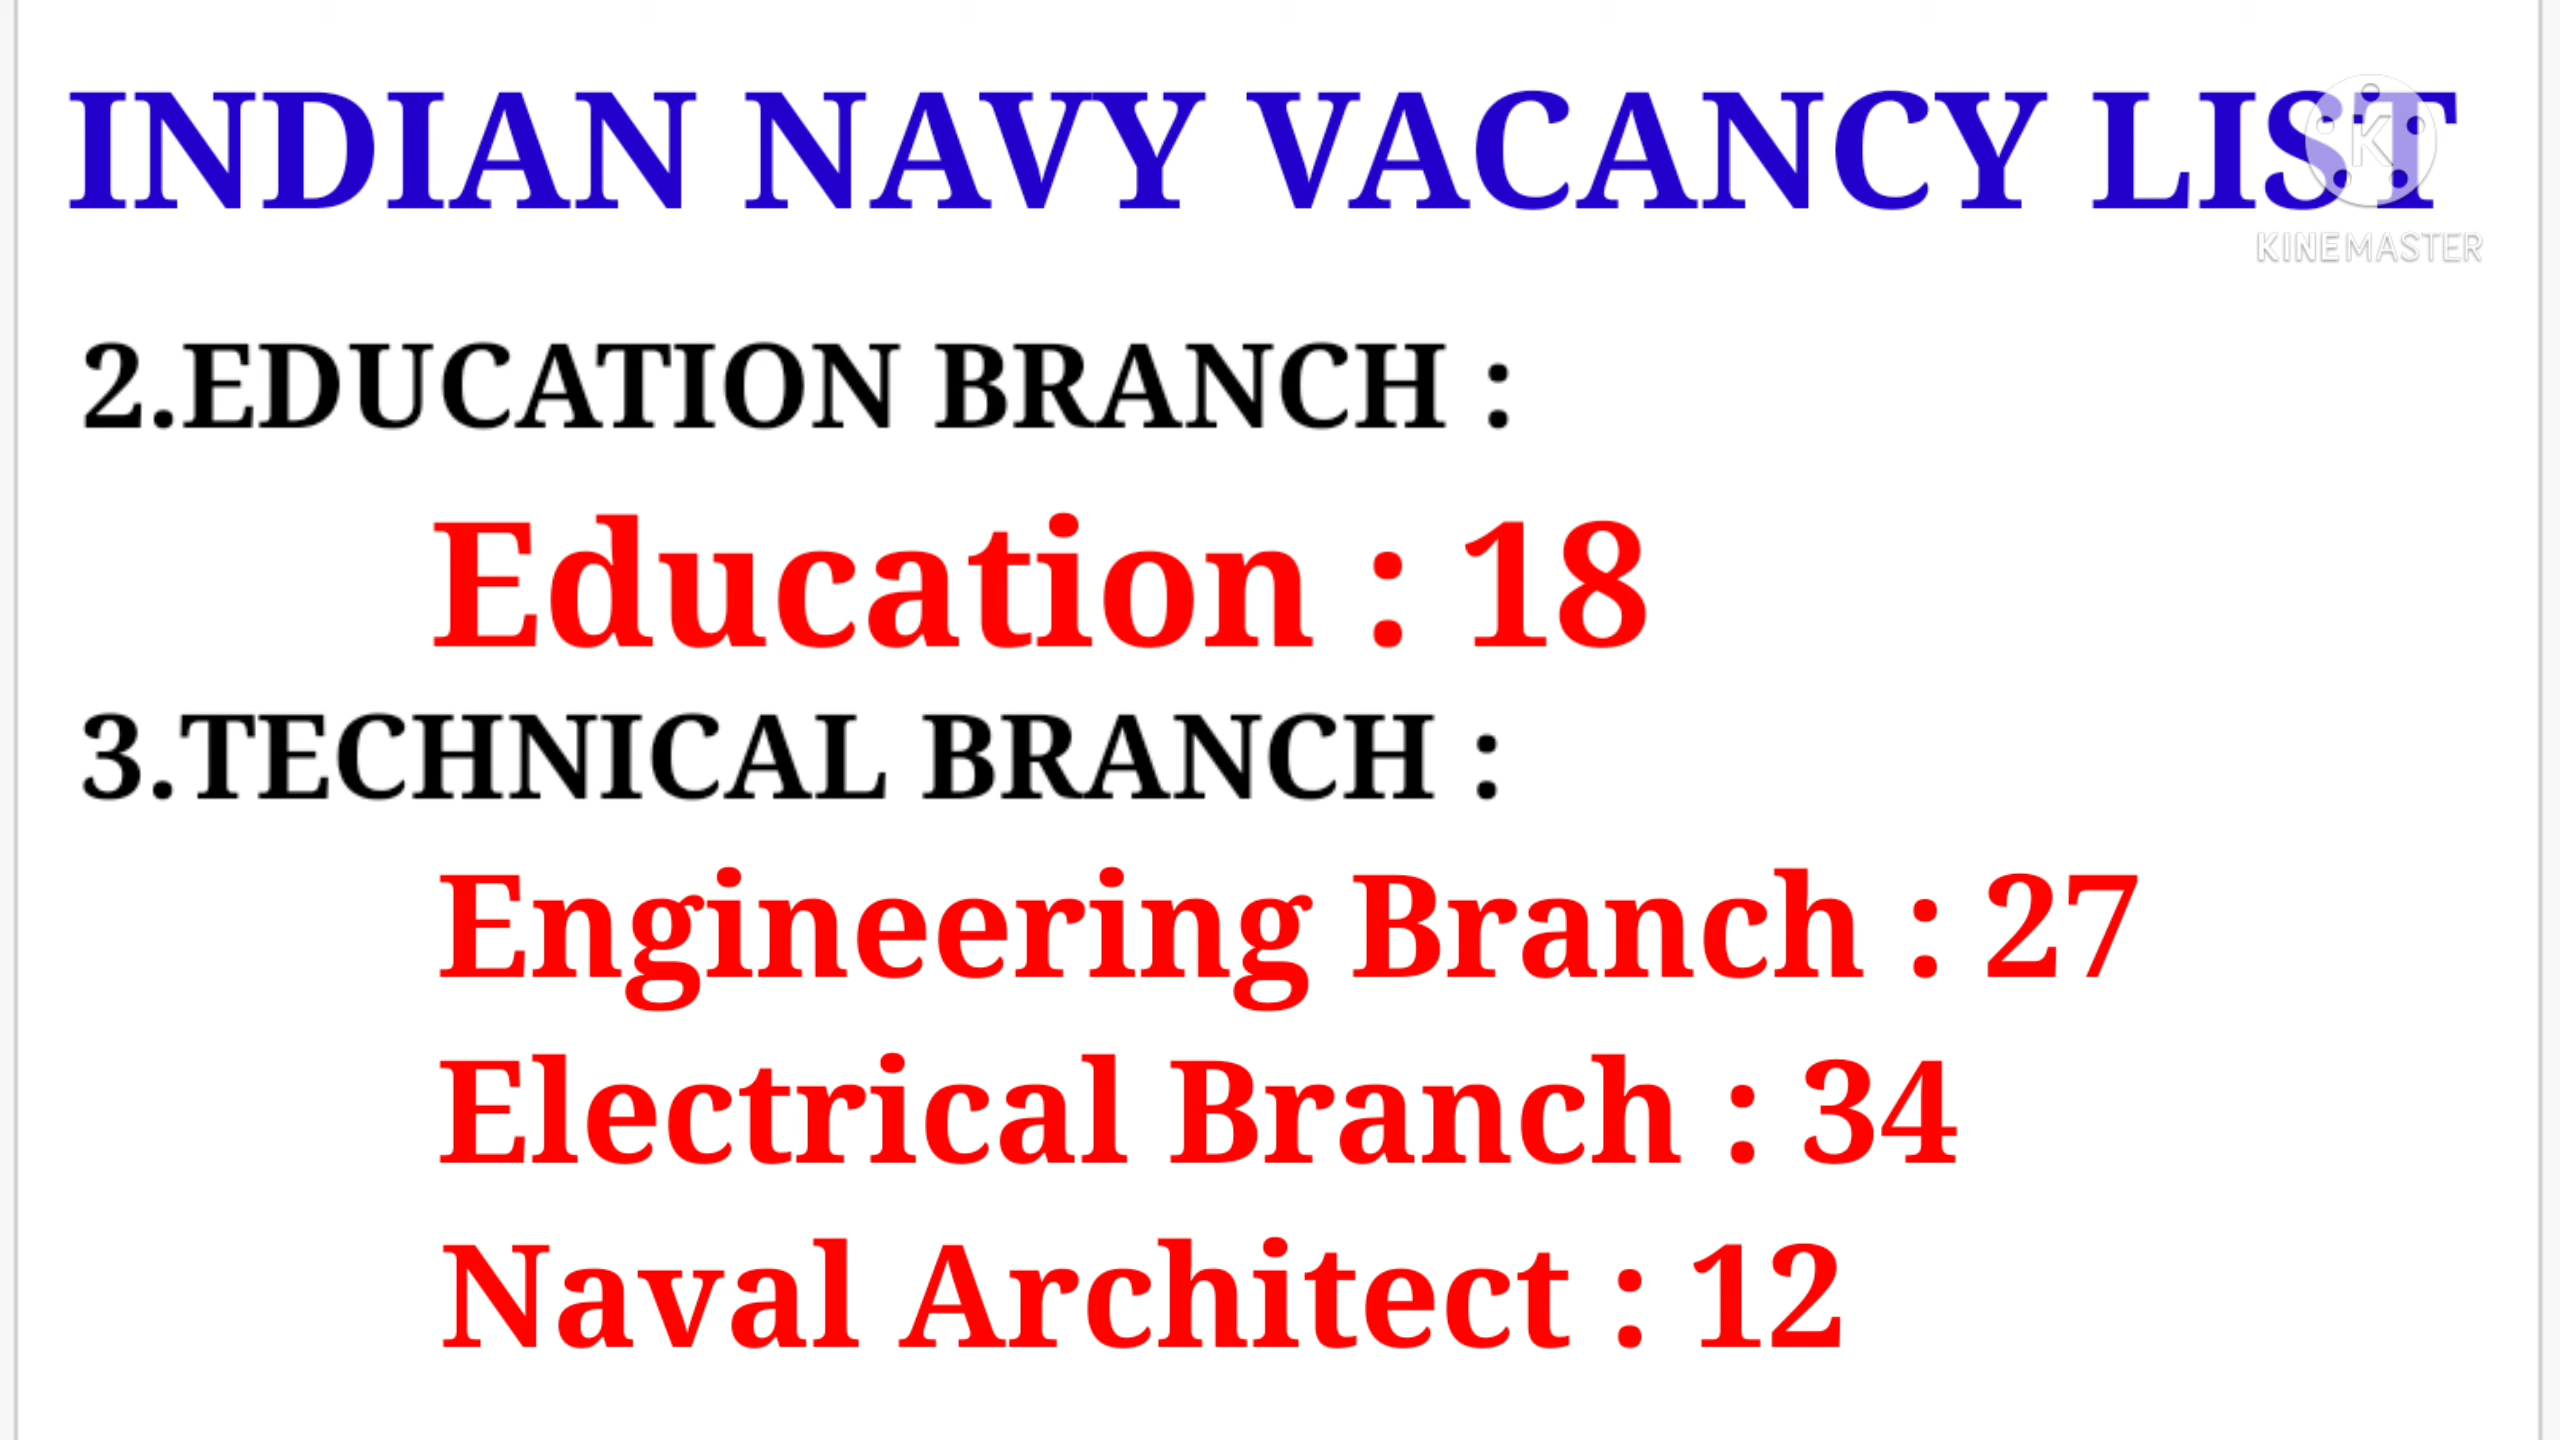 INDIAN NAVY VACANCY LIST
KINEMASTER
2.EDUCATION BRANCH :
Education : 18
3.TECHNICAL BRANCH :
Engineering Branch : 27
Electrical Branch : 34
Naval Architect : 12